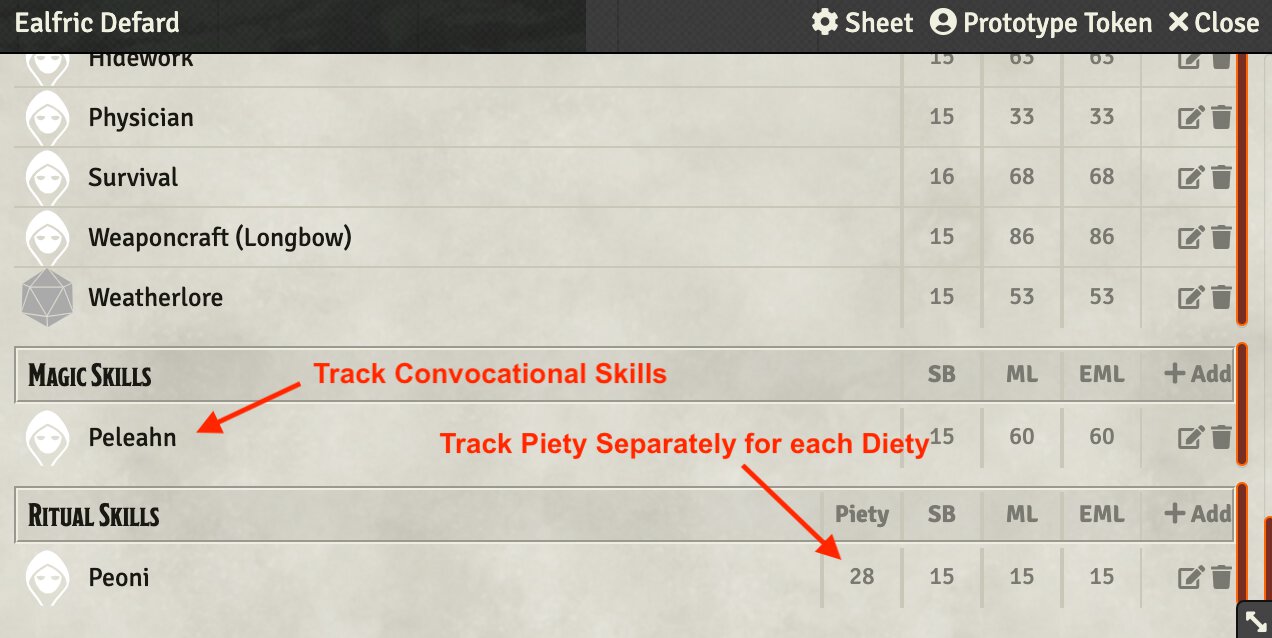 Ealfric Defard Sheet Prototype Token Close
Hidework 15 63 63
Physician 15 33 33
Survival 16 68 68
Weaponcraft (Longbow) 15 86 86
Weatherlore 15 53 53
Magic Skills SB ML EML + Add
Track Convocational Skills
Peleahn 15 60 60
Track Piety Separately for each Diety
Ritual Skills Piety SB ML EML + Add
Peoni 28 15 15 15